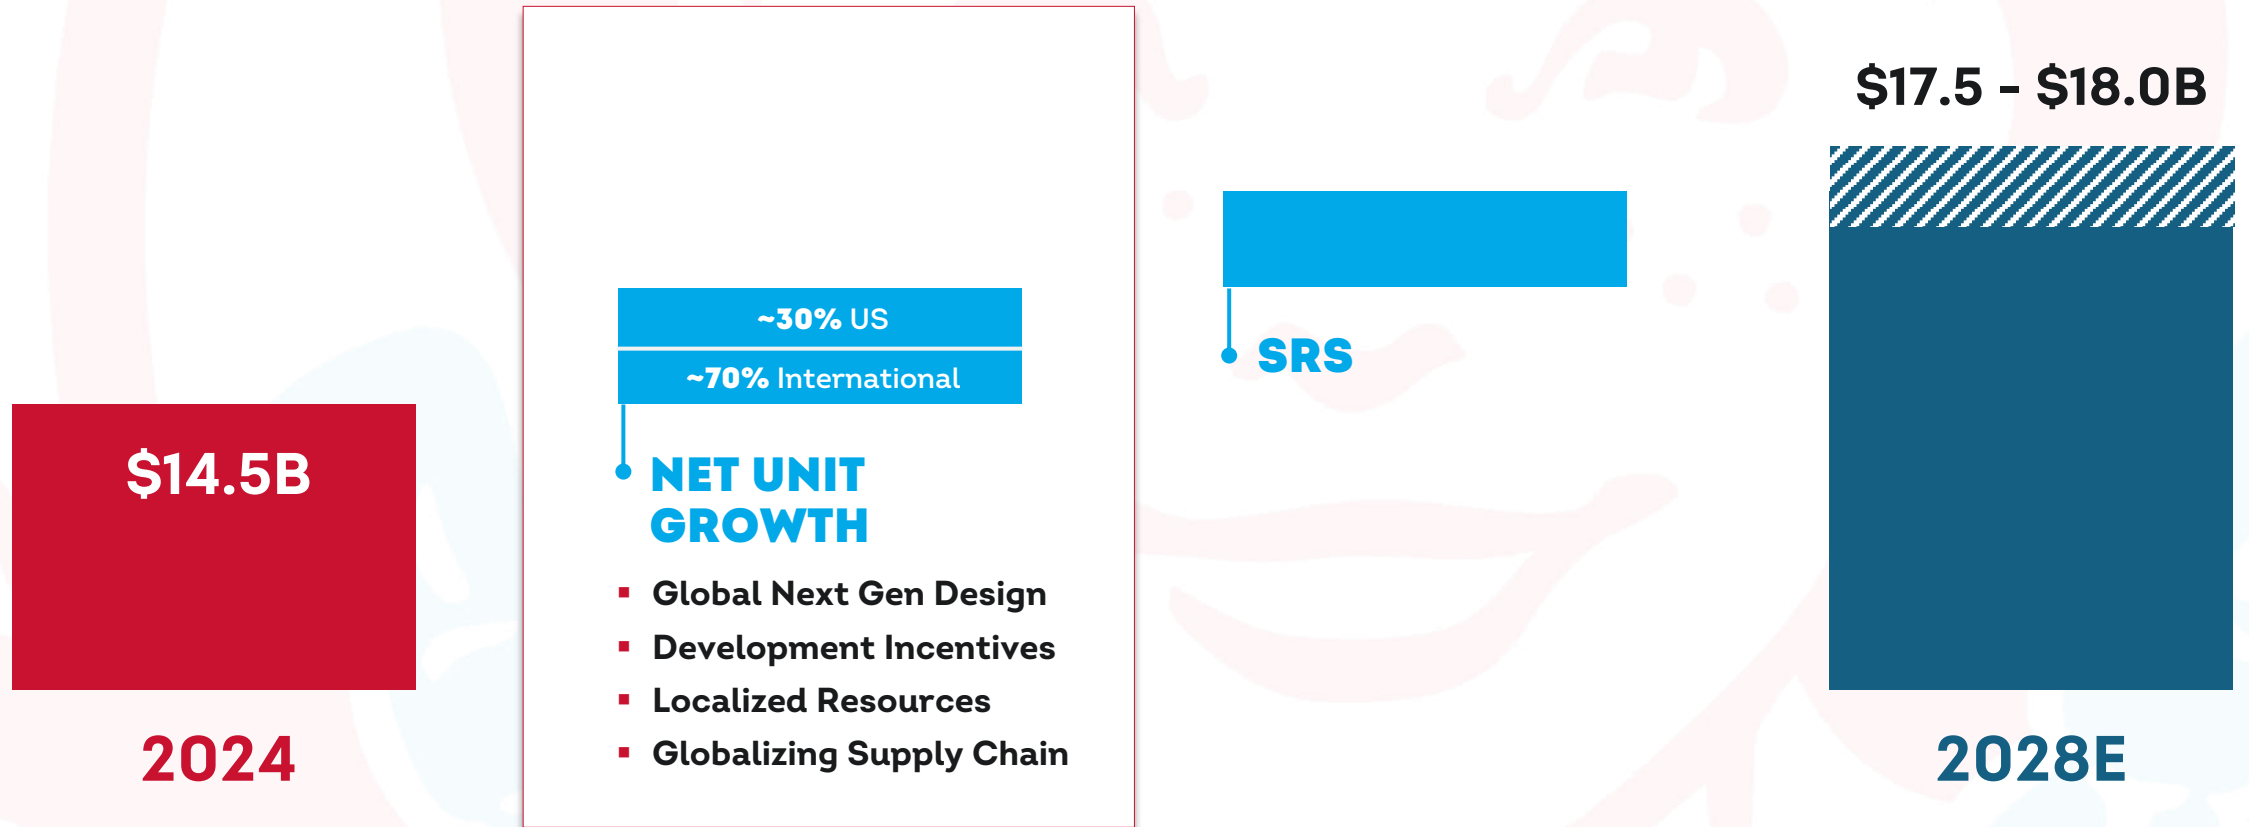 $14.5B
2024
~30% US
~70% International
NET UNIT
GROWTH
▪ Global Next Gen Design
▪ Development Incentives
▪ Localized Resources
▪ Globalizing Supply Chain
SRS
$17.5 - $18.0B
2028E